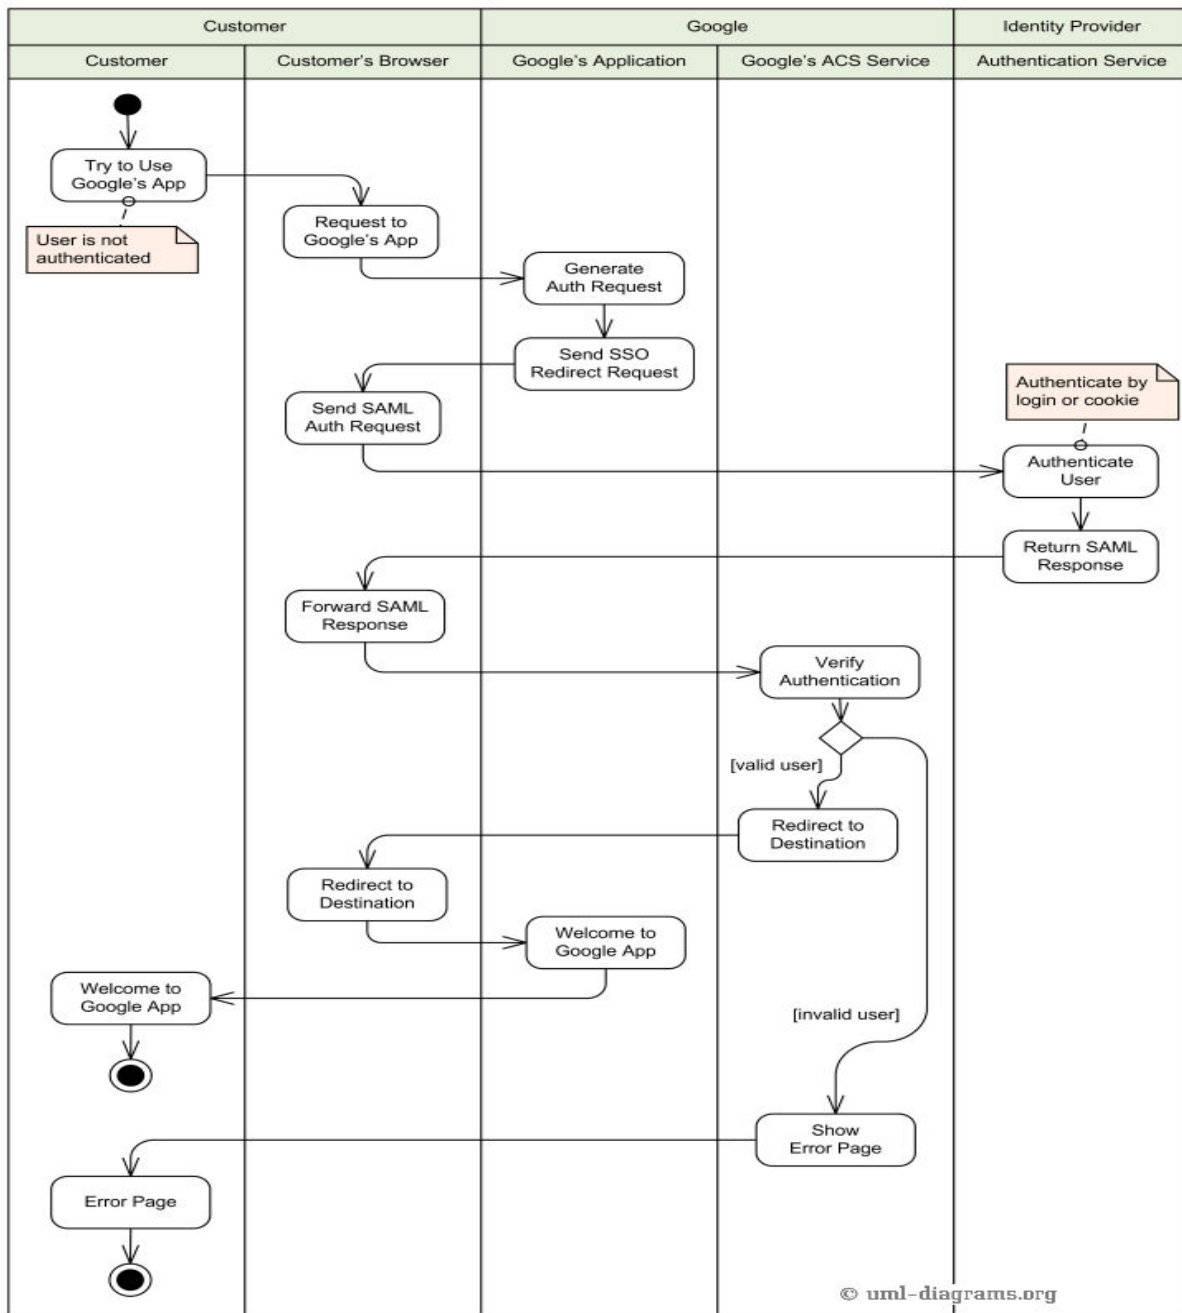 Customer
Google
Identity Provider
Customer
Customer's Browser
Google's Application
Google's ACS Service
Authentication Service
Try to Use
Google's App
User is not
authenticated
Request to
Google's App
Generate
Auth Request
Send SSO
Redirect Request
Send SAML
Auth Request
Authenticate by
login or cookie
Authenticate
User
Return SAML
Response
Forward SAML
Response
Verify
Authentication
[valid user]
Redirect to
Destination
Redirect to
Destination
Welcome to
Google App
Welcome to
Google App
[invalid user]
Show
Error Page
Error Page
© uml-diagrams.org